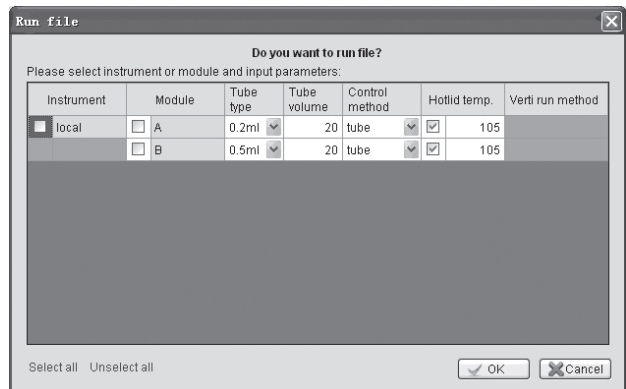 Run file
Do you want to run file?
Please select instrument or module and input parameters:
Instrument Module Tube type Tube volume Control method Hotlid temp. Verti run method
local A 0.2ml 20 tube 105
B 0.5ml 20 tube 105
Select all Unselect all OK Cancel